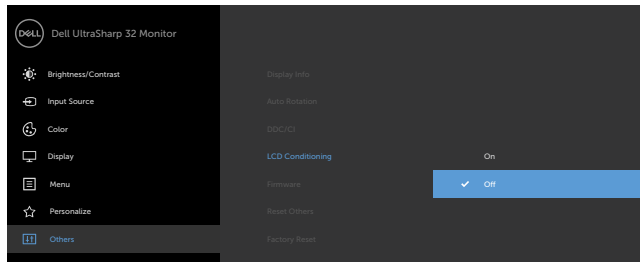 DELL Dell UltraSharp 32 Monitor
Brightness/Contrast
Input Source
Color
Display
Menu
Personalize
Others
Display Info
Auto Rotation
DDC/CI
LCD Conditioning
Firmware
Reset Others
Factory Reset
On
Off